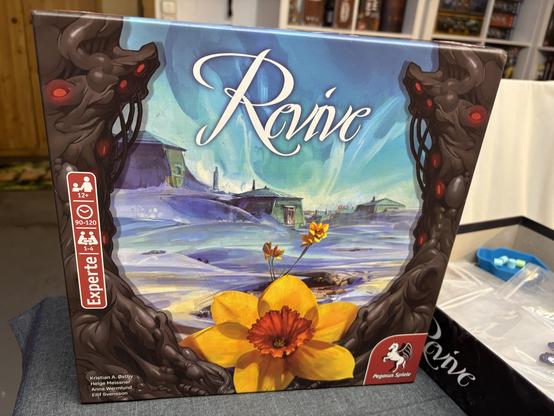 Revive
12+
90-120
1-4
Experte
Kristian A. Østby
Helge Meissner
Anna Wermlund
Eilif Svensson
Pegasus Spiele
Revive